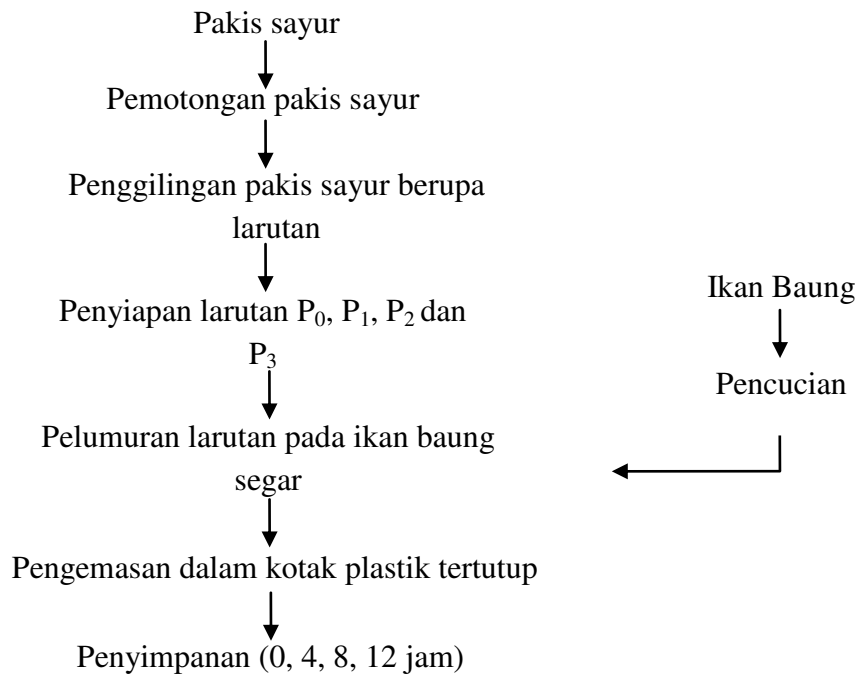 Pakis sayur
Pemotongan pakis sayur
Penggilingan pakis sayur berupa
larutan
Penyiapan larutan P₀, P₁, P₂ dan
P₃
Ikan Baung
Pencucian
Pelumuran larutan pada ikan baung
segar
Pengemasan dalam kotak plastik tertutup
Penyimpanan (0, 4, 8, 12 jam)